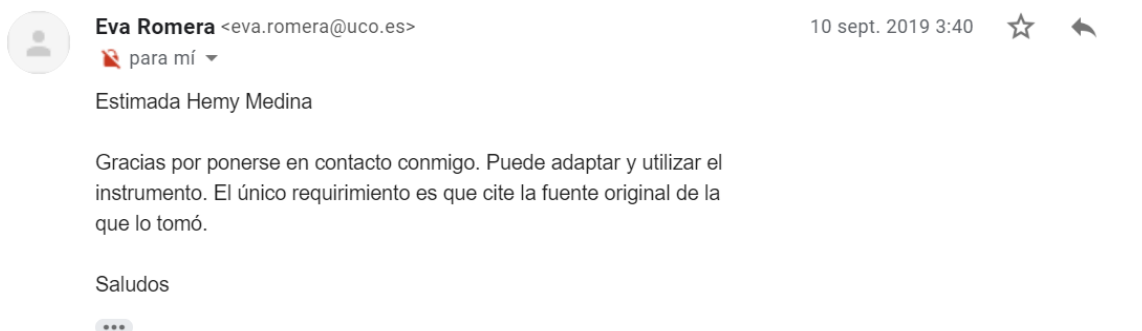 Eva Romera <eva.romera@uco.es> 10 sept. 2019 3:40
para mí
Estimada Hemy Medina
Gracias por ponerse en contacto conmigo. Puede adaptar y utilizar el
instrumento. El único requirimiento es que cite la fuente original de la
que lo tomó.
Saludos